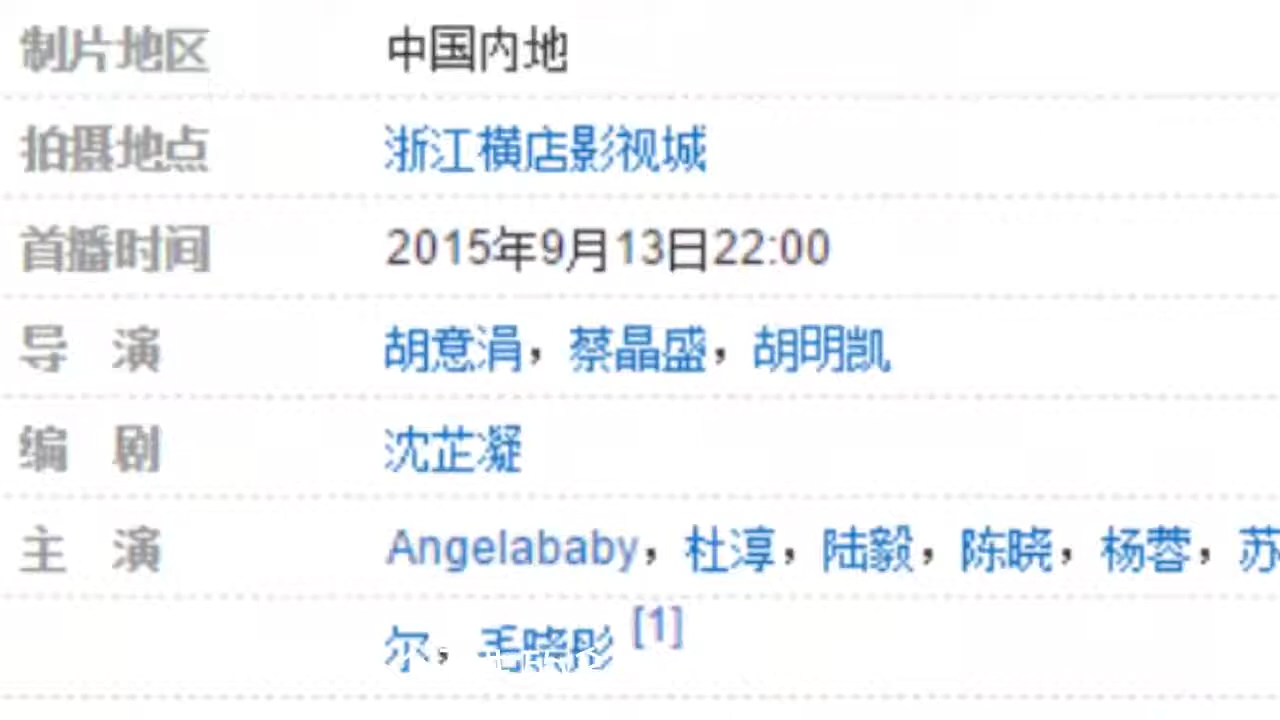 制片地区 中国内地
拍摄地点 浙江横店影视城
首播时间 2015年9月13日22:00
导 演 胡意涓，蔡晶盛，胡明凯
编 剧 沈芷凝
主 演 Angelababy，杜淳，陆毅，陈晓，杨蓉，苏
尔，毛晓彤 [1]